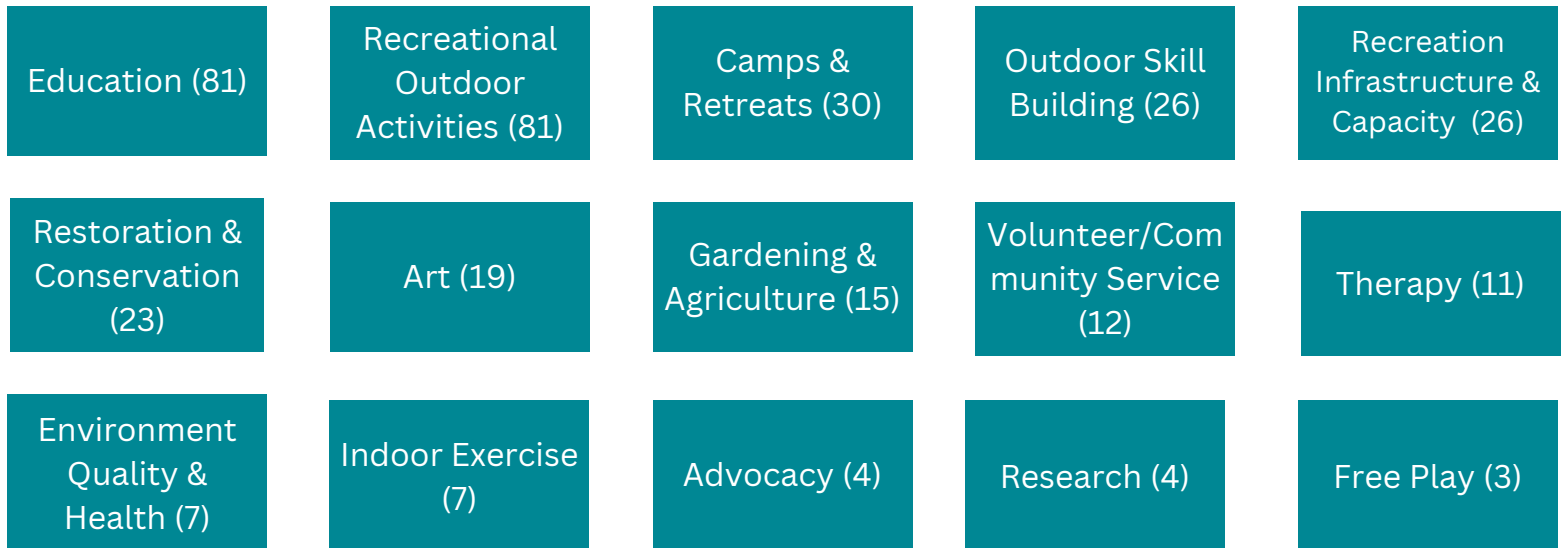 Education (81)
Recreational
Outdoor
Activities (81)
Camps &
Retreats (30)
Outdoor Skill
Building (26)
Recreation
Infrastructure &
Capacity  (26)
Restoration &
Conservation
(23)
Art (19)
Gardening &
Agriculture (15)
Volunteer/Com
munity Service
(12)
Therapy (11)
Environment
Quality &
Health (7)
Indoor Exercise
(7)
Advocacy (4)
Research (4)
Free Play (3)